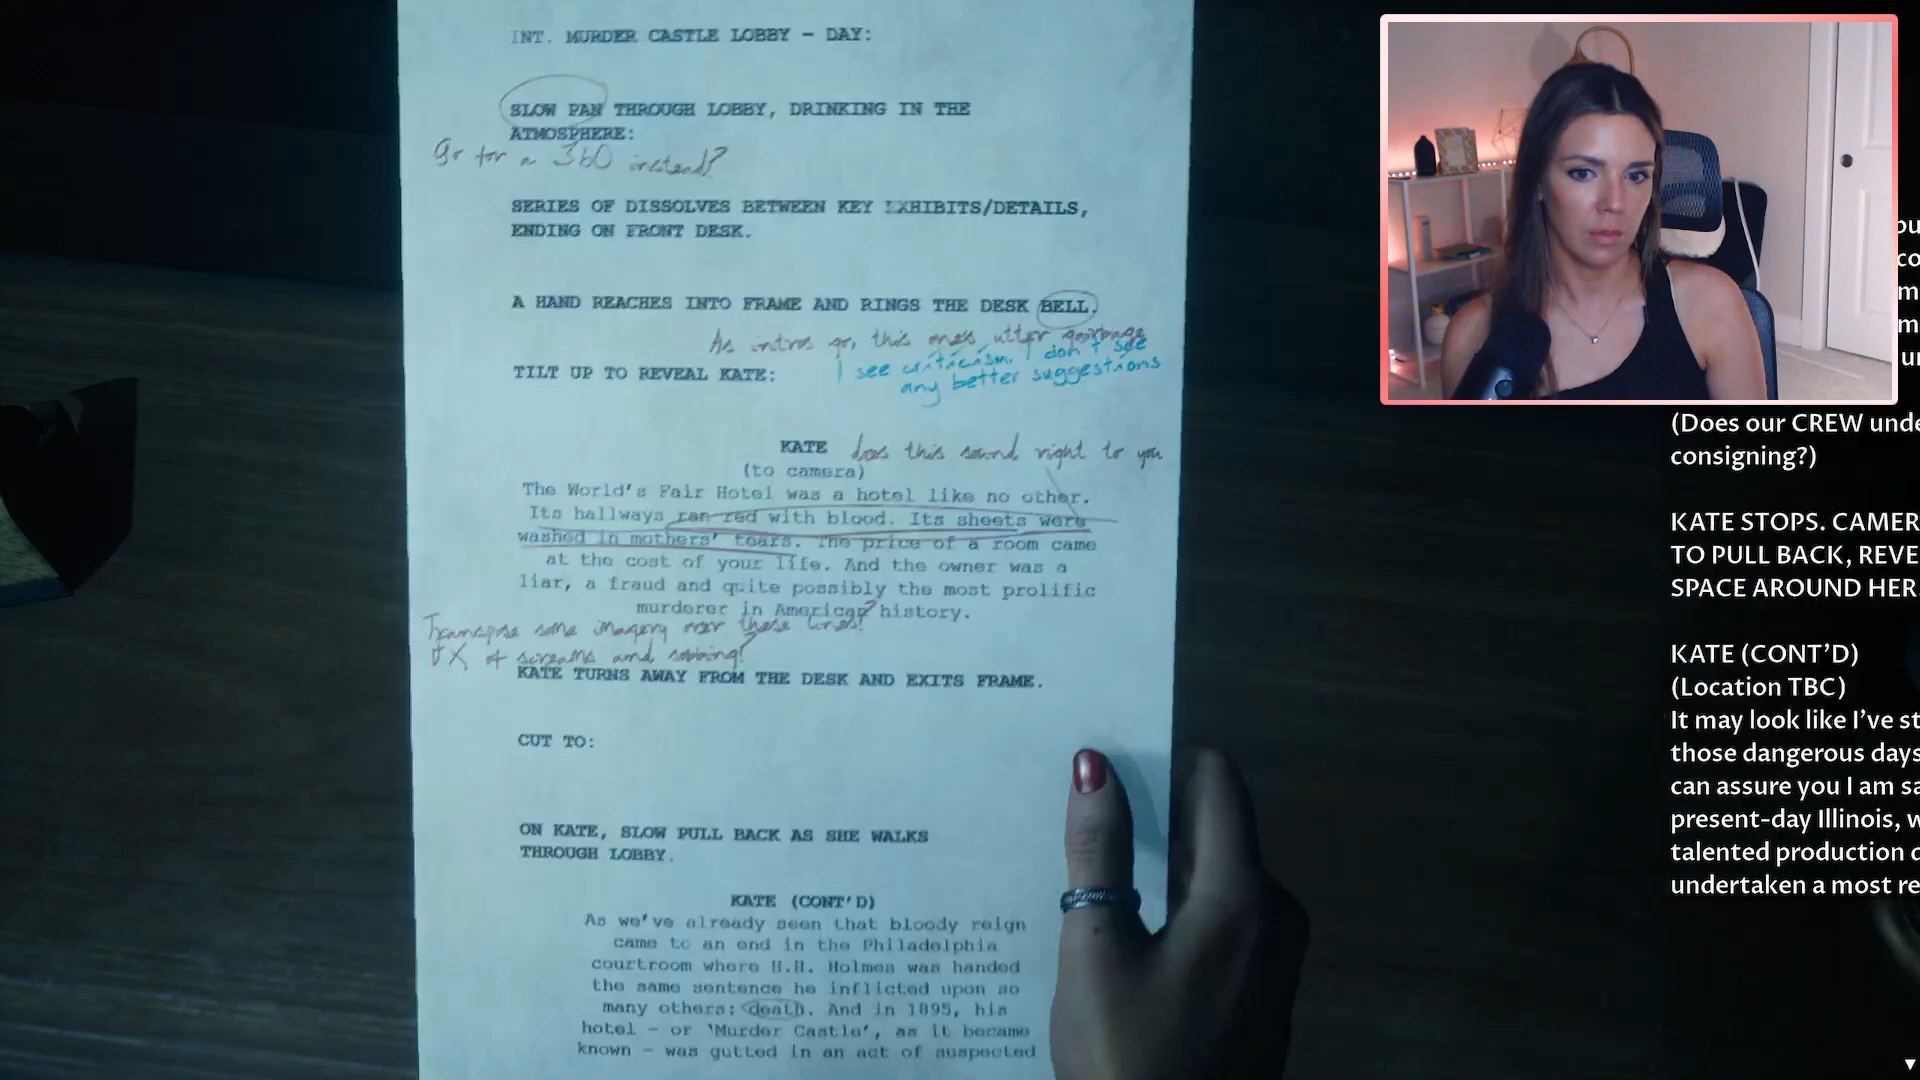 INT. MURDER CASTLE LOBBY - DAY:
SLOW PAN THROUGH LOBBY, DRINKING IN THE
ATMOSPHERE:
Or for a 360 instead?
SERIES OF DISSOLVES BETWEEN KEY EXHIBITS/DETAILS,
ENDING ON FRONT DESK.
A HAND REACHES INTO FRAME AND RINGS THE DESK BELL.
As intros go, this one's utter garbage
I see criticism. I don't see
any better suggestions
TILT UP TO REVEAL KATE:
KATE does this sound right to you
(to camera)
The World's Fair Hotel was a hotel like no other.
Its hallways ran red with blood. Its sheets were
washed in mothers' tears. The price of a room came
at the cost of your life. And the owner was a
liar, a fraud and quite possibly the most prolific
murderer in American? history.
Transpose some imagery over these lines?
FX of screams and sobbing?
KATE TURNS AWAY FROM THE DESK AND EXITS FRAME.
CUT TO:
ON KATE, SLOW PULL BACK AS SHE WALKS
THROUGH LOBBY.
KATE (CONT'D)
As we've already seen that bloody reign
came to an end in the Philadelphia
courtroom where H.H. Holmes was handed
the same sentence he inflicted upon so
many others: death. And in 1895, his
hotel - or 'Murder Castle', as it became
known - was gutted in an act of suspected
(Does our CREW unde
consigning?)
KATE STOPS. CAMER
TO PULL BACK, REVE
SPACE AROUND HER
KATE (CONT'D)
(Location TBC)
It may look like I've st
those dangerous days
can assure you I am sa
present-day Illinois, w
talented production d
undertaken a most re